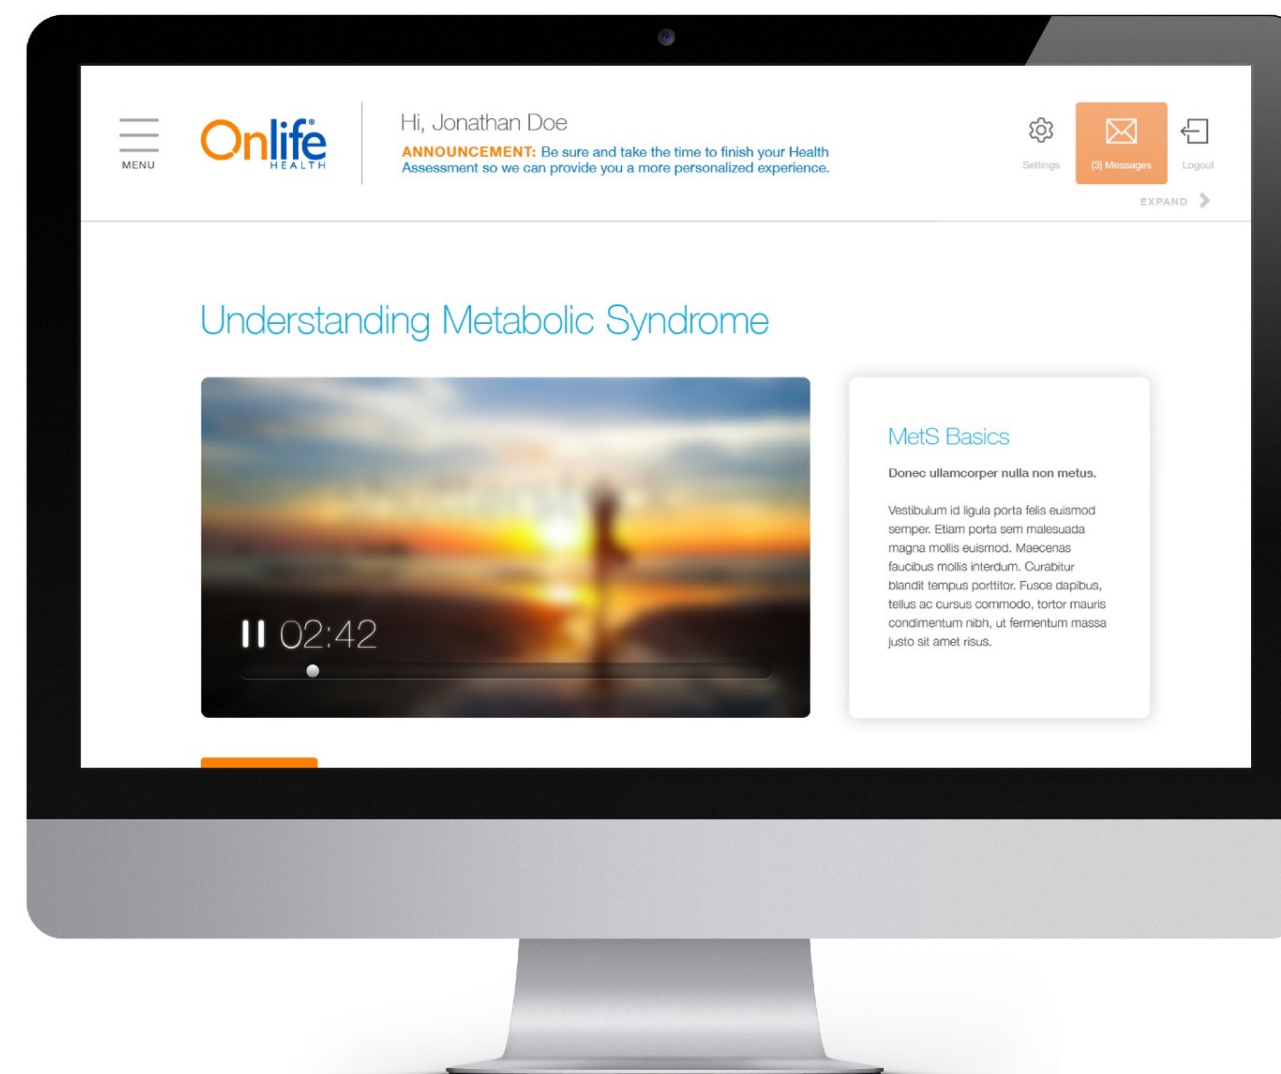 MENU
Onlife®
HEALTH
Hi, Jonathan Doe
ANNOUNCEMENT: Be sure and take the time to finish your Health
Assessment so we can provide you a more personalized experience.
Settings
(3) Messages
Logout
EXPAND
Understanding Metabolic Syndrome
02:42
MetS Basics
Donec ullamcorper nulla non metus.
Vestibulum id ligula porta felis euismod
semper. Etiam porta sem malesuada
magna mollis euismod. Maecenas
faucibus mollis interdum. Curabitur
blandit tempus porttitor. Fusce dapibus,
tellus ac cursus commodo, tortor mauris
condimentum nibh, ut fermentum massa
justo sit amet risus.